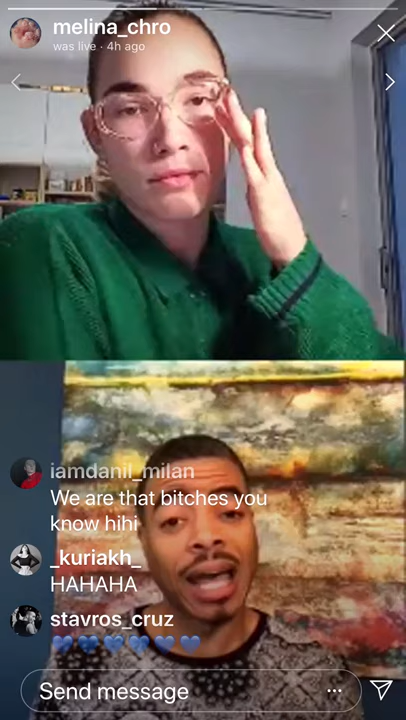 melina_chro
was live · 4h ago
iamdanil_milan
We are that bitches you
know hihi
_kuriakh_
HAHAHA
stavros_cruz
💙💙💙💙💙💙
Send message